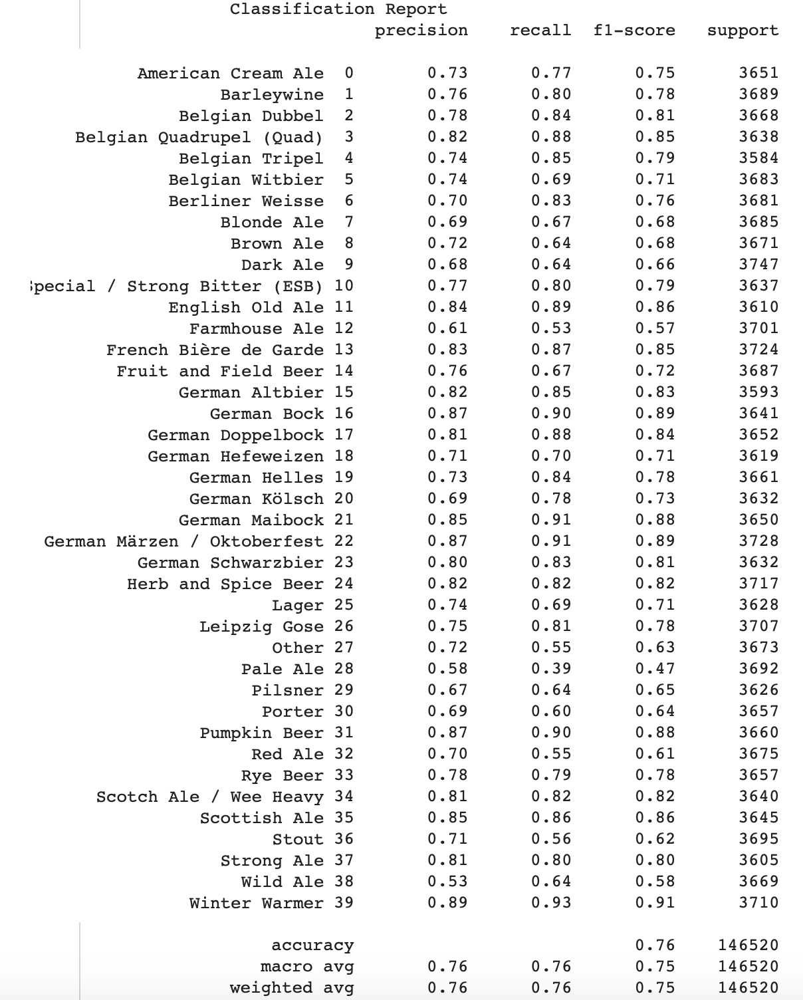 Classification Report
precision recall f1-score support
American Cream Ale 0 0.73 0.77 0.75 3651
Barleywine 1 0.76 0.80 0.78 3689
Belgian Dubbel 2 0.78 0.84 0.81 3668
Belgian Quadrupel (Quad) 3 0.82 0.88 0.85 3638
Belgian Tripel 4 0.74 0.85 0.79 3584
Belgian Witbier 5 0.74 0.69 0.71 3683
Berliner Weisse 6 0.70 0.83 0.76 3681
Blonde Ale 7 0.69 0.67 0.68 3685
Brown Ale 8 0.72 0.64 0.68 3671
Dark Ale 9 0.68 0.64 0.66 3747
pecial / Strong Bitter (ESB) 10 0.77 0.80 0.79 3637
English Old Ale 11 0.84 0.89 0.86 3610
Farmhouse Ale 12 0.61 0.53 0.57 3701
French Bière de Garde 13 0.83 0.87 0.85 3724
Fruit and Field Beer 14 0.76 0.67 0.72 3687
German Altbier 15 0.82 0.85 0.83 3593
German Bock 16 0.87 0.90 0.89 3641
German Doppelbock 17 0.81 0.88 0.84 3652
German Hefeweizen 18 0.71 0.70 0.71 3619
German Helles 19 0.73 0.84 0.78 3661
German Kölsch 20 0.69 0.78 0.73 3632
German Maibock 21 0.85 0.91 0.88 3650
German Märzen / Oktoberfest 22 0.87 0.91 0.89 3728
German Schwarzbier 23 0.80 0.83 0.81 3632
Herb and Spice Beer 24 0.82 0.82 0.82 3717
Lager 25 0.74 0.69 0.71 3628
Leipzig Gose 26 0.75 0.81 0.78 3707
Other 27 0.72 0.55 0.63 3673
Pale Ale 28 0.58 0.39 0.47 3692
Pilsner 29 0.67 0.64 0.65 3626
Porter 30 0.69 0.60 0.64 3657
Pumpkin Beer 31 0.87 0.90 0.88 3660
Red Ale 32 0.70 0.55 0.61 3675
Rye Beer 33 0.78 0.79 0.78 3657
Scotch Ale / Wee Heavy 34 0.81 0.82 0.82 3640
Scottish Ale 35 0.85 0.86 0.86 3645
Stout 36 0.71 0.56 0.62 3695
Strong Ale 37 0.81 0.80 0.80 3605
Wild Ale 38 0.53 0.64 0.58 3669
Winter Warmer 39 0.89 0.93 0.91 3710
accuracy 0.76 146520
macro avg 0.76 0.76 0.75 146520
weighted avg 0.76 0.76 0.75 146520